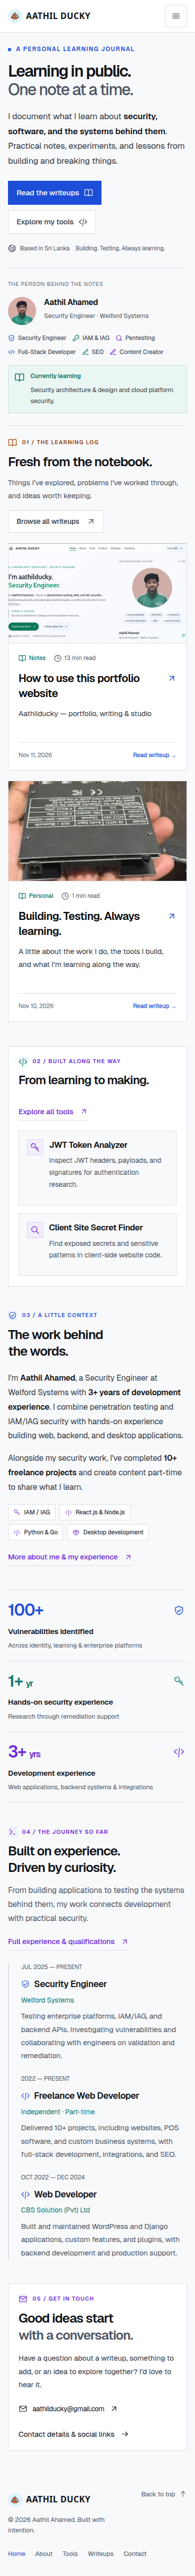 AATHIL DUCKY
A PERSONAL LEARNING JOURNAL
Learning in public.
One note at a time.
I document what I learn about security,
software, and the systems behind them.
Practical notes, experiments, and lessons from
building and breaking things.
Read the writeups
Explore my tools
Based in Sri Lanka Building. Testing. Always learning.
THE PERSON BEHIND THE NOTES
Aathil Ahamed
Security Engineer · Welford Systems
Security Engineer IAM & IAG Pentesting
Full-Stack Developer SEO Content Creator
Currently learning
Security architecture & design and cloud platform
security.
01 / THE LEARNING LOG
Fresh from the notebook.
Things I've explored, problems I've worked through,
and ideas worth keeping.
Browse all writeups
AATHIL DUCKY
I'm aathilducky.
Security Engineer.
Aathil Ahamed
Notes 13 min read
How to use this portfolio
website
Aathilducky — portfolio, writing & studio
Nov 11, 2026 Read writeup →
Personal 1 min read
Building. Testing. Always
learning.
A little about the work I do, the tools I build,
and what I'm learning along the way.
Nov 10, 2026 Read writeup →
02 / BUILT ALONG THE WAY
From learning to making.
Explore all tools
JWT Token Analyzer
Inspect JWT headers, payloads, and
signatures for authentication
research.
Client Site Secret Finder
Find exposed secrets and sensitive
patterns in client-side website code.
03 / A LITTLE CONTEXT
The work behind
the words.
I'm Aathil Ahamed, a Security Engineer at
Welford Systems with 3+ years of development
experience. I combine penetration testing and
IAM/IAG security with hands-on experience
building web, backend, and desktop applications.
Alongside my security work, I've completed 10+
freelance projects and create content part-time
to share what I learn.
IAM / IAG React.js & Node.js
Python & Go Desktop development
More about me & my experience
100+
Vulnerabilities identified
Across identity, learning & enterprise platforms
1+ yr
Hands-on security experience
Research through remediation support
3+ yrs
Development experience
Web applications, backend systems & integrations
04 / THE JOURNEY SO FAR
Built on experience.
Driven by curiosity.
From building applications to testing the systems
behind them, my work connects development
with practical security.
Full experience & qualifications
JUL 2025 — PRESENT
Security Engineer
Welford Systems
Testing enterprise platforms, IAM/IAG, and
backend APIs. Investigating vulnerabilities and
collaborating with engineers on validation and
remediation.
2022 — PRESENT
Freelance Web Developer
Independent · Part-time
Delivered 10+ projects, including websites, POS
software, and custom business systems, with
full-stack development, integrations, and SEO.
OCT 2022 — DEC 2024
Web Developer
CBS Solution (Pvt) Ltd
Built and maintained WordPress and Django
applications, custom features, and plugins, with
backend development and production support.
05 / GET IN TOUCH
Good ideas start
with a conversation.
Have a question about a writeup, something to
add, or an idea to explore together? I'd love to
hear it.
aathilducky@gmail.com
Contact details & social links →
AATHIL DUCKY
Back to top ↑
© 2026 Aathil Ahamed. Built with
intention.
Home About Tools Writeups Contact